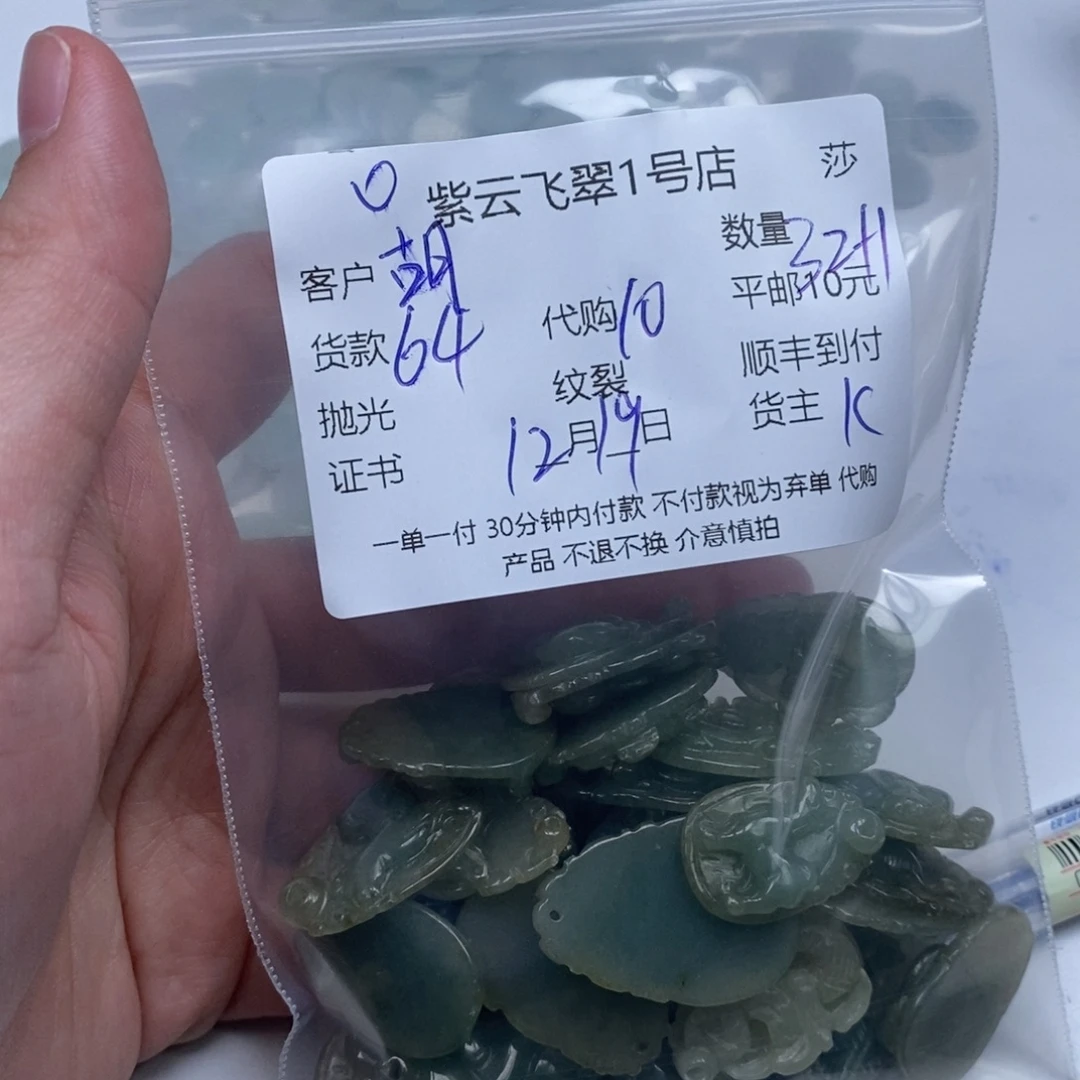 紫云飞翠1号店 莎
客户 胡 数量 32+1
平邮10元
货款 64 代购 10
顺丰到付
抛光 纹裂
货主 K
证书 12月14日
一单一付 30分钟内付款 不付款视为弃单 代购
产品 不退不换 介意慎拍